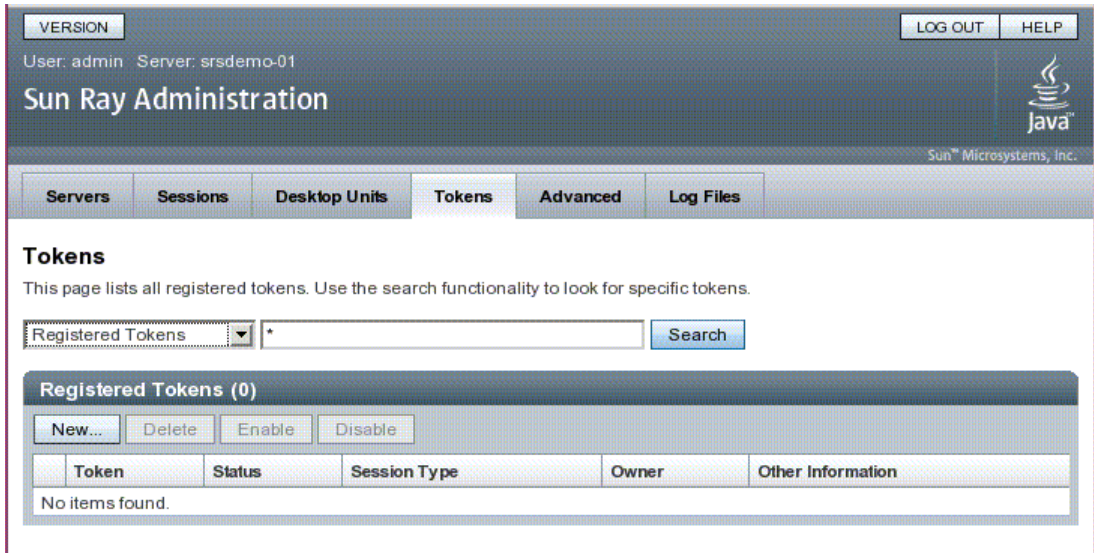 VERSION LOG OUT HELP
User: admin Server: srsdemo-01
Sun Ray Administration
Java™
Sun™ Microsystems, Inc.
Servers Sessions Desktop Units Tokens Advanced Log Files
Tokens
This page lists all registered tokens. Use the search functionality to look for specific tokens.
Registered Tokens * Search
Registered Tokens (0)
New... Delete Enable Disable
Token Status Session Type Owner Other Information
No items found.